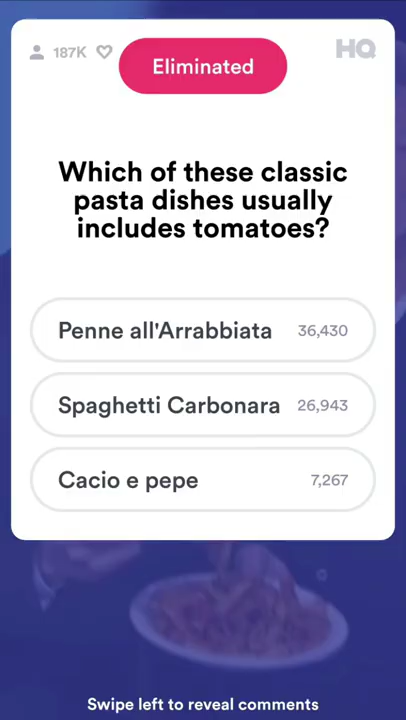 187K
Eliminated
HQ
Which of these classic
pasta dishes usually
includes tomatoes?
Penne all'Arrabbiata 36,430
Spaghetti Carbonara 26,943
Cacio e pepe 7,267
Swipe left to reveal comments